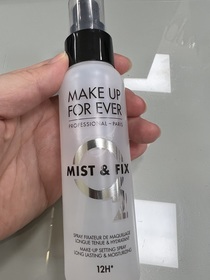 MAKE UP
FOR EVER
PROFESSIONAL - PARIS
MIST & FIX
SPRAY FIXATEUR DE MAQUILLAGE
LONGUE TENUE & HYDRATANT
MAKE-UP SETTING SPRAY
LONG LASTING & MOISTURIZING
12H*